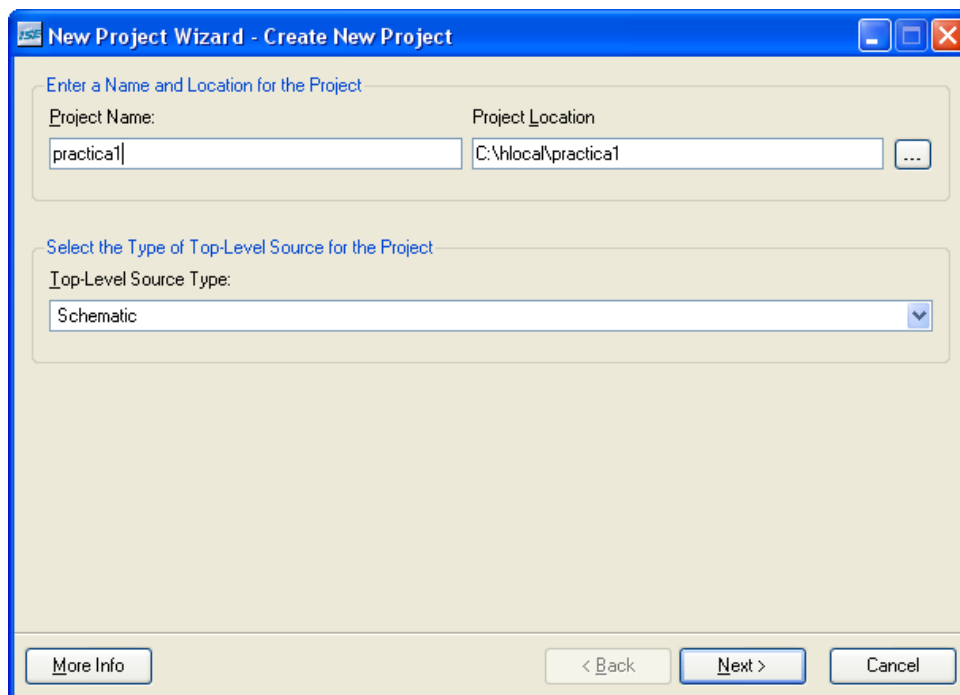 ISE New Project Wizard - Create New Project
Enter a Name and Location for the Project
Project Name: Project Location
practica1 C:\hlocal\practica1 ...
Select the Type of Top-Level Source for the Project
Top-Level Source Type:
Schematic
More Info < Back Next > Cancel